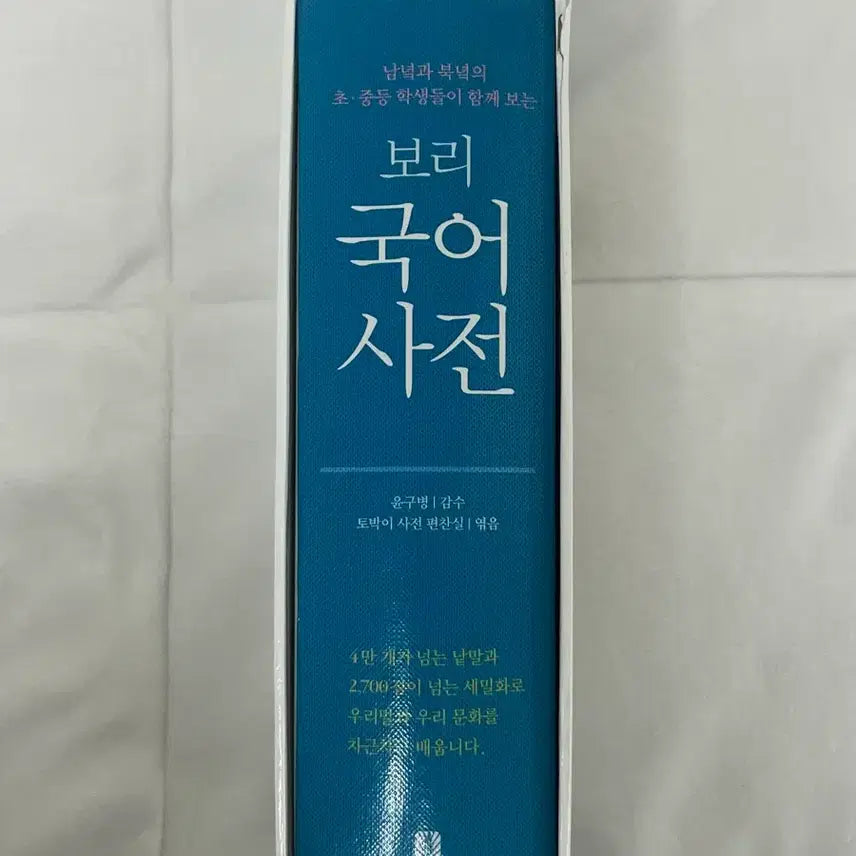 남녘과 북녘의
초·중등 학생들이 함께 보는
보리
국어
사전
윤구병 | 감수
토박이 사전 편찬실 | 엮음
4만 개가 넘는 낱말과
2,700 넘는 세밀화로
우리 문화를
배웁니다.